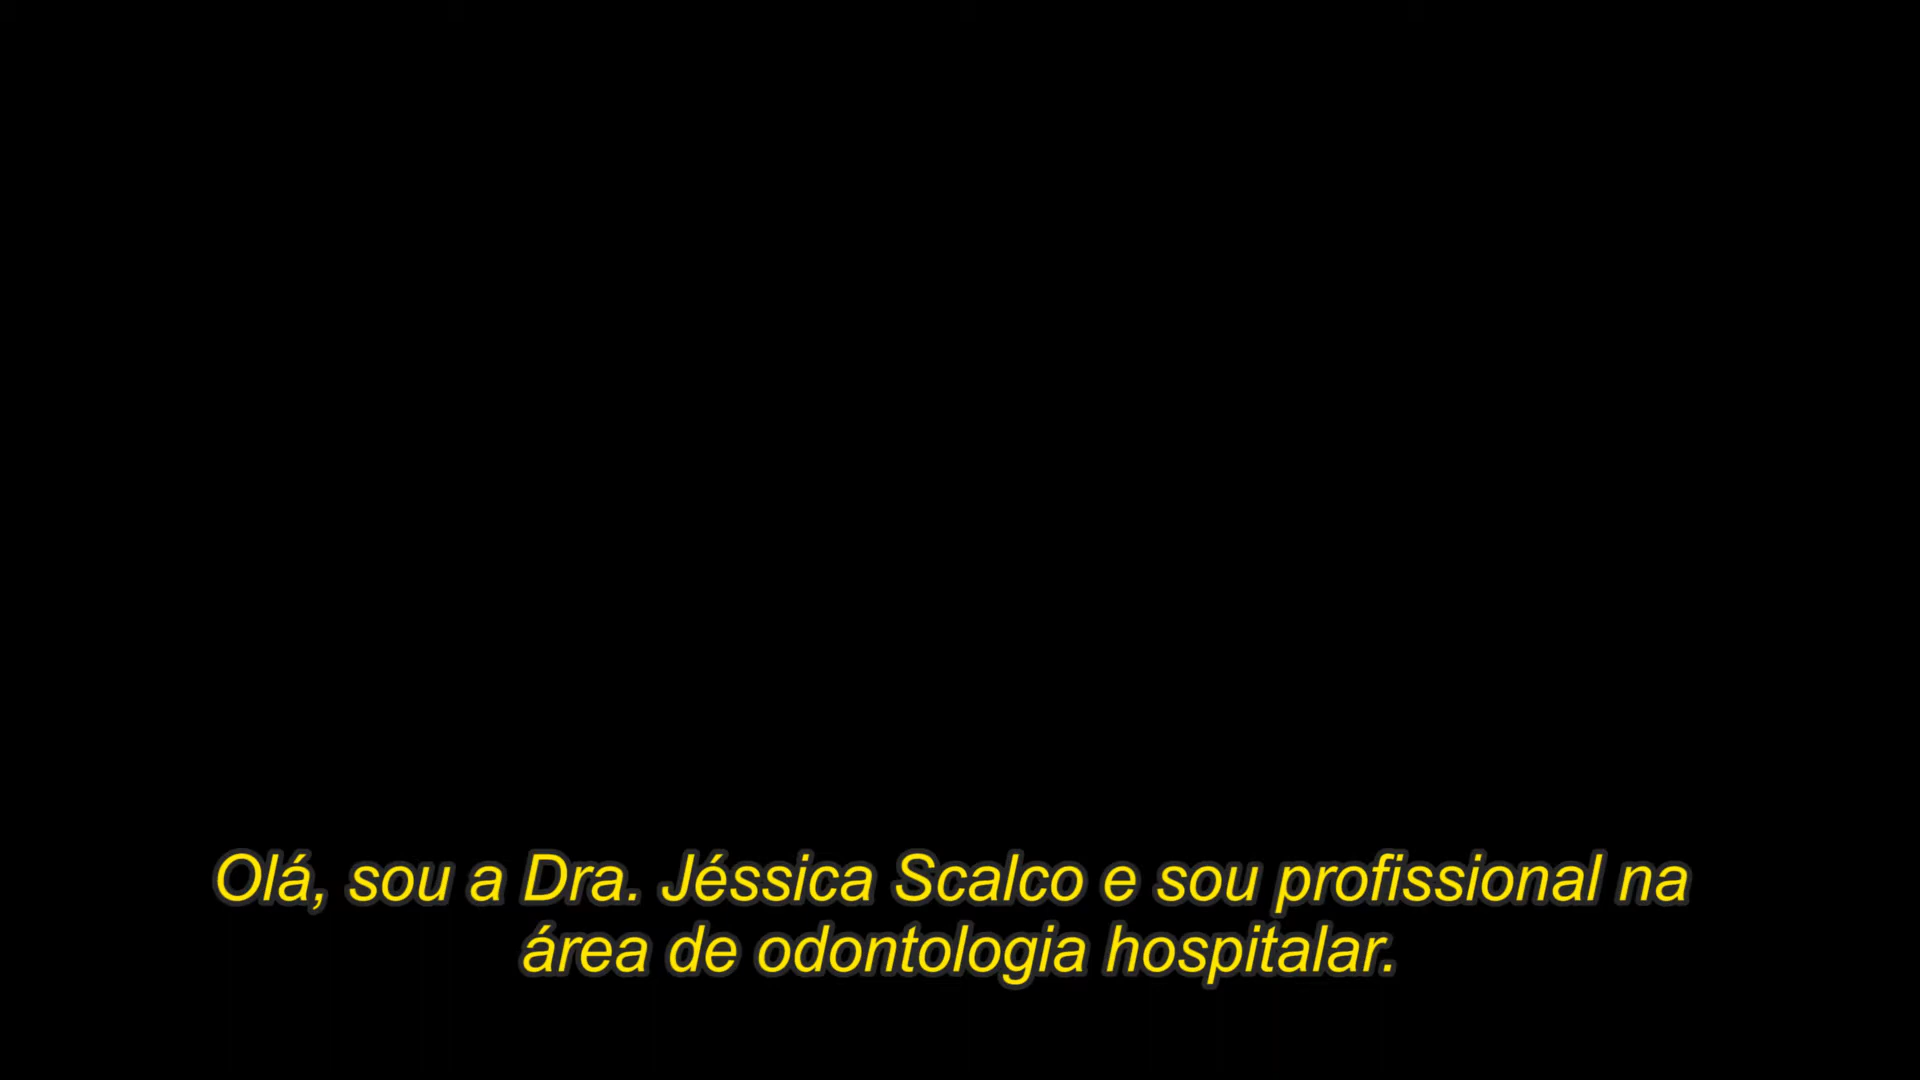 Olá, sou a Dra. Jéssica Scalco e sou profissional na
área de odontologia hospitalar.